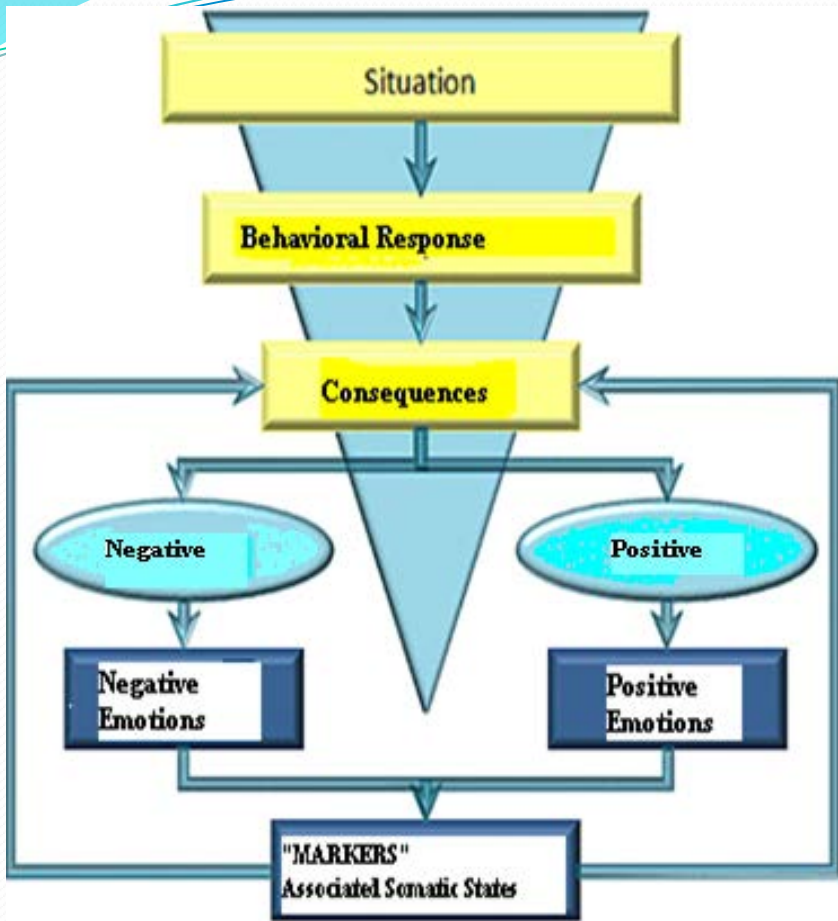 Situation
Behavioral Response
Consequences
Negative
Positive
Negative
Emotions
Positive
Emotions
"MARKERS"
Associated Somatic States